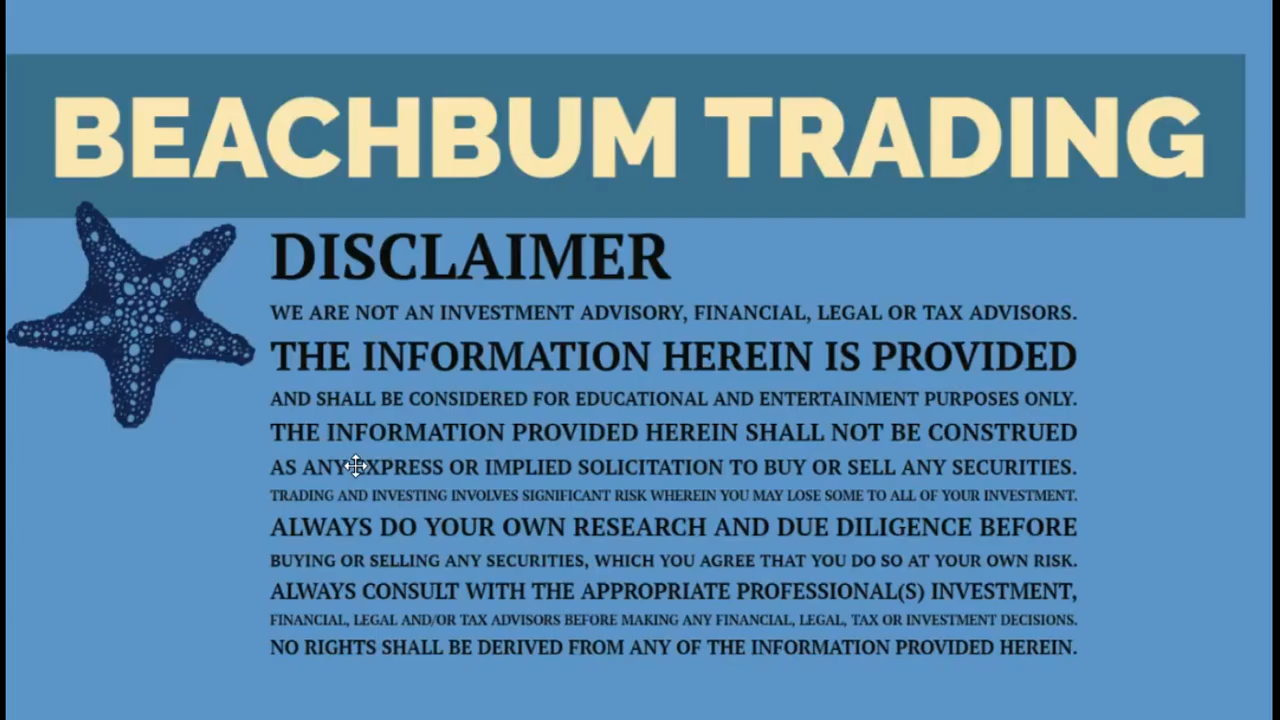 BEACHBUM TRADING
DISCLAIMER
WE ARE NOT AN INVESTMENT ADVISORY, FINANCIAL, LEGAL OR TAX ADVISORS.
THE INFORMATION HEREIN IS PROVIDED
AND SHALL BE CONSIDERED FOR EDUCATIONAL AND ENTERTAINMENT PURPOSES ONLY.
THE INFORMATION PROVIDED HEREIN SHALL NOT BE CONSTRUED
AS ANY EXPRESS OR IMPLIED SOLICITATION TO BUY OR SELL ANY SECURITIES.
TRADING AND INVESTING INVOLVES SIGNIFICANT RISK WHEREIN YOU MAY LOSE SOME TO ALL OF YOUR INVESTMENT.
ALWAYS DO YOUR OWN RESEARCH AND DUE DILIGENCE BEFORE
BUYING OR SELLING ANY SECURITIES, WHICH YOU AGREE THAT YOU DO SO AT YOUR OWN RISK.
ALWAYS CONSULT WITH THE APPROPRIATE PROFESSIONAL(S) INVESTMENT,
FINANCIAL, LEGAL AND/OR TAX ADVISORS BEFORE MAKING ANY FINANCIAL, LEGAL, TAX OR INVESTMENT DECISIONS.
NO RIGHTS SHALL BE DERIVED FROM ANY OF THE INFORMATION PROVIDED HEREIN.